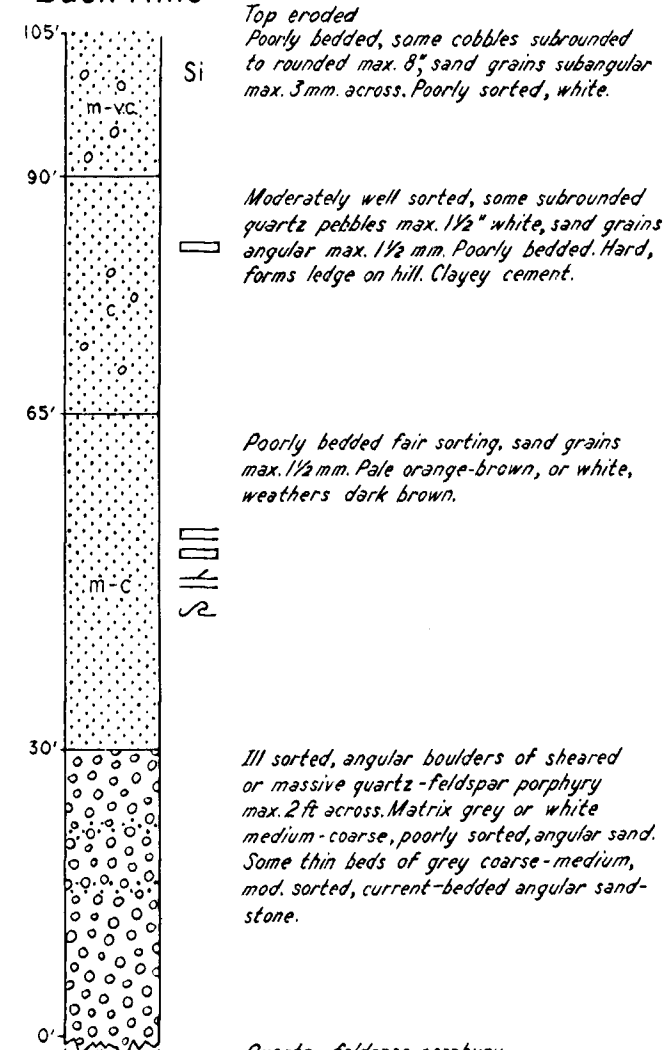 105'
Top eroded
Poorly bedded, some cobbles subrounded
to rounded max. 8", sand grains subangular
max. 3mm. across. Poorly sorted, white.
Si
m-v.c.
90'
Moderately well sorted, some subrounded
quartz pebbles max. 1½" white, sand grains
angular max. 1½ mm. Poorly bedded. Hard,
forms ledge on hill. Clayey cement.
c
65'
Poorly bedded fair sorting, sand grains
max. 1½ mm. Pale orange-brown, or white,
weathers dark brown.
m-c
30'
Ill sorted, angular boulders of sheared
or massive quartz-feldspar porphyry
max. 2 ft across. Matrix grey or white
medium-coarse, poorly sorted, angular sand.
Some thin beds of grey coarse-medium,
mod. sorted, current-bedded angular sand-
stone.
0'